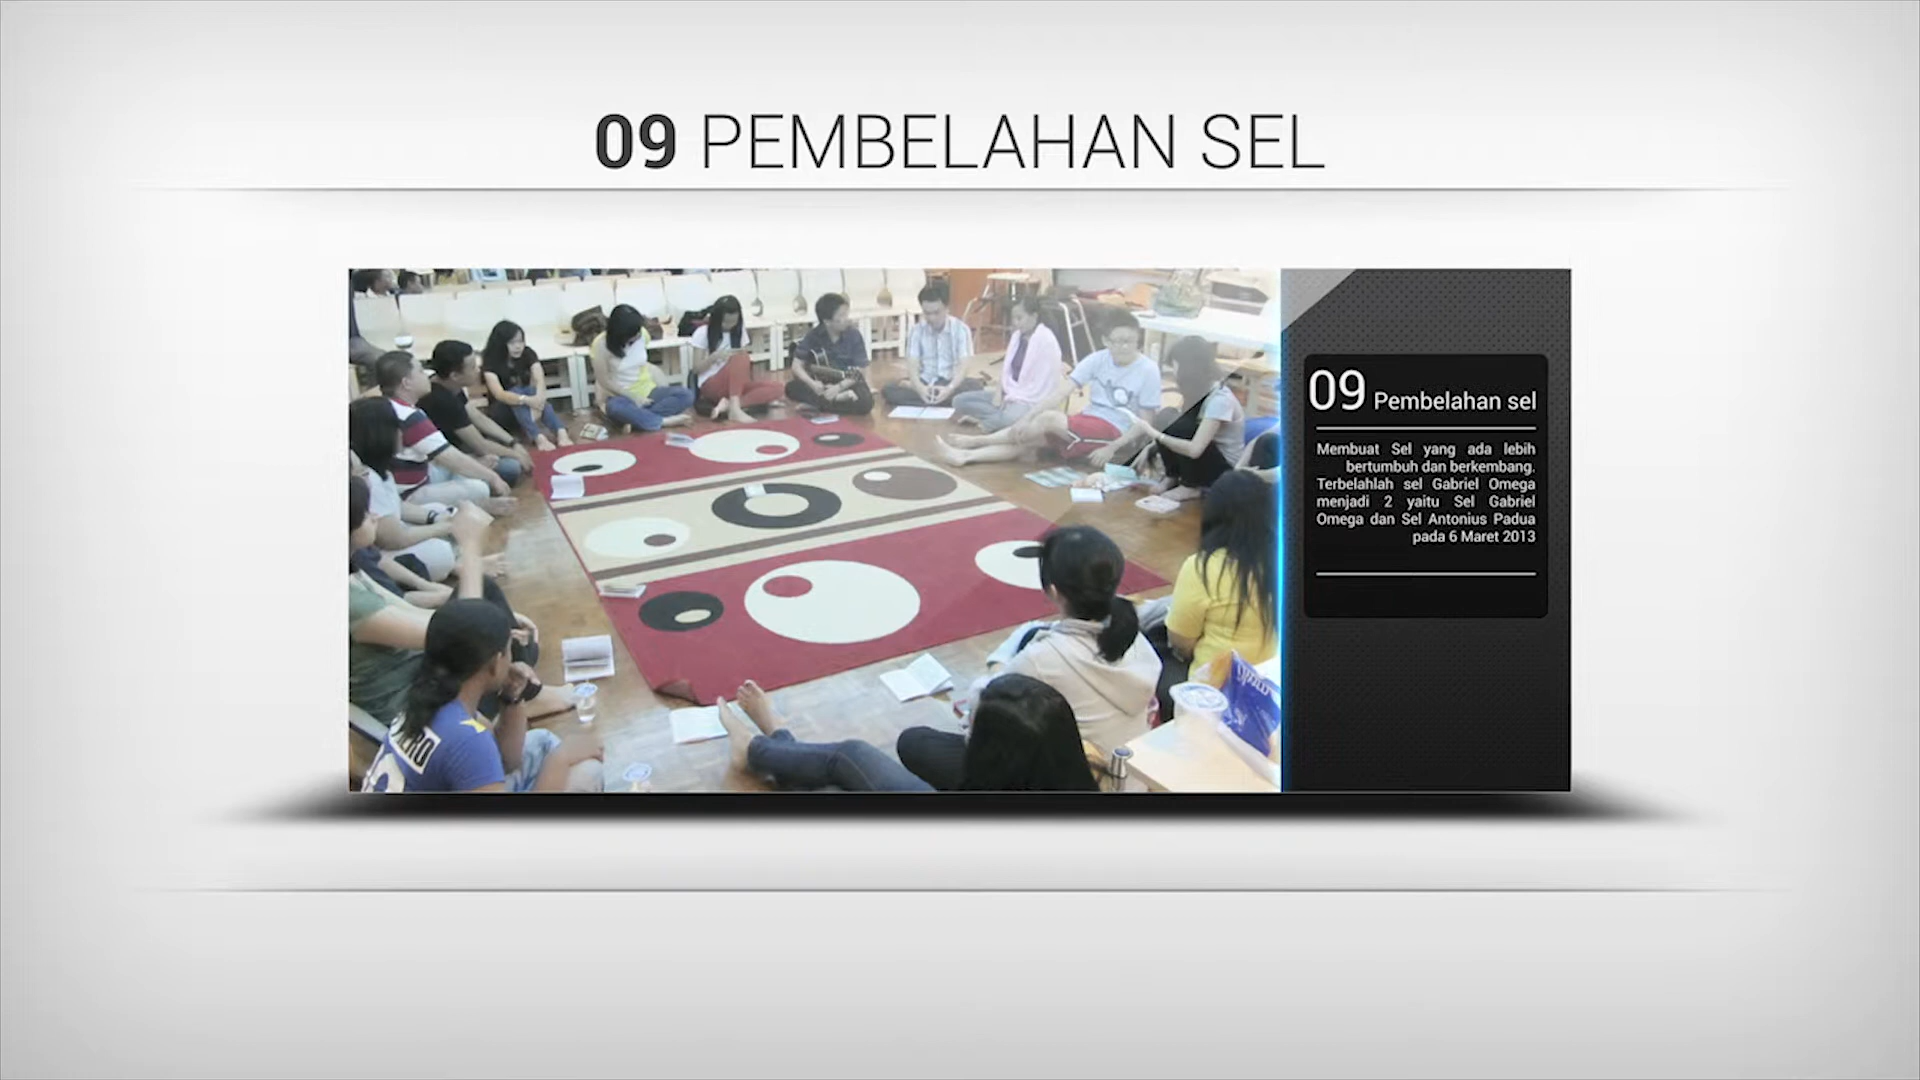 09 PEMBELAHAN SEL
09 Pembelahan sel
Membuat Sel yang ada lebih
bertumbuh dan berkembang.
Terbelahlah sel Gabriel Omega
menjadi 2 yaitu Sel Gabriel
Omega dan Sel Antonius Padua
pada 6 Maret 2013